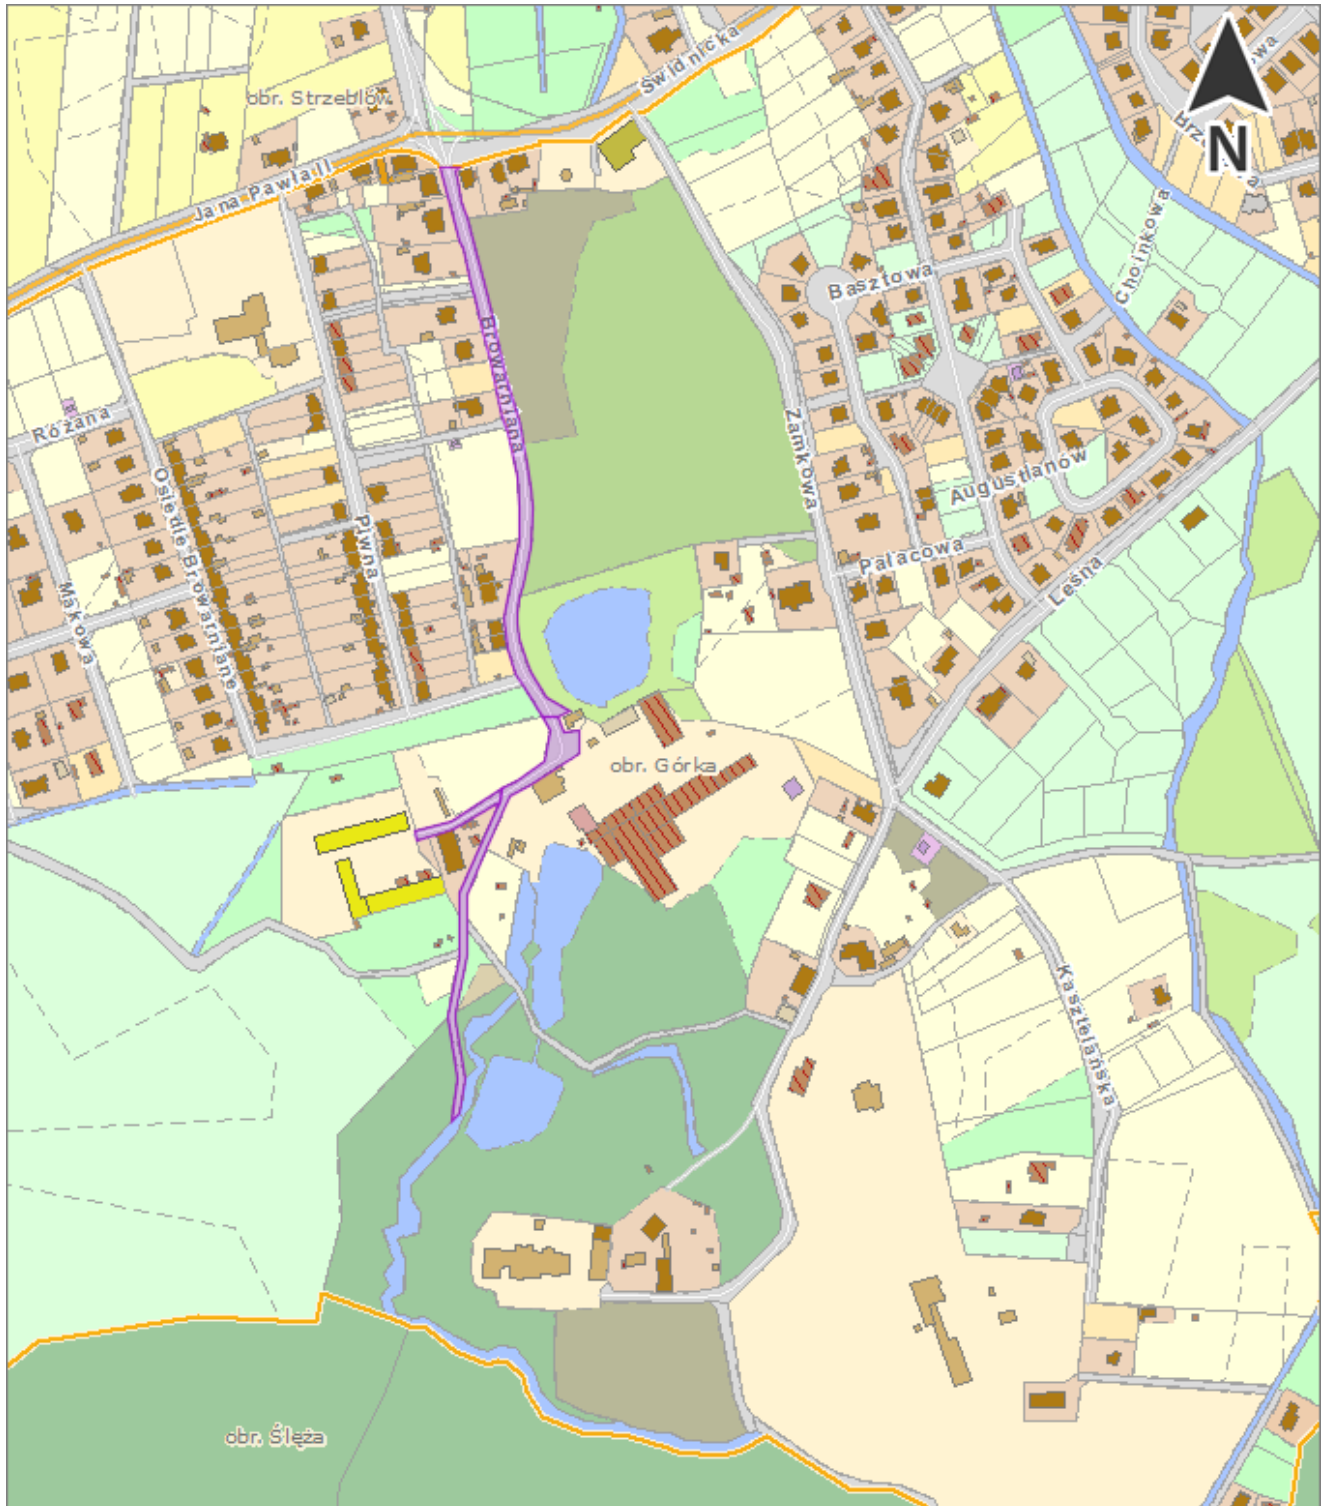 Świdnicka
obr. Strzeblów
N
Jana Pawła II
Choinkowa
Basztowa
Browarniana
Różana
Zamkowa
Augustianów
Osiedle Browarniane
Piwna
Pałacowa
Leśna
Makowa
obr. Górka
Kasztelańska
obr. Ślęża